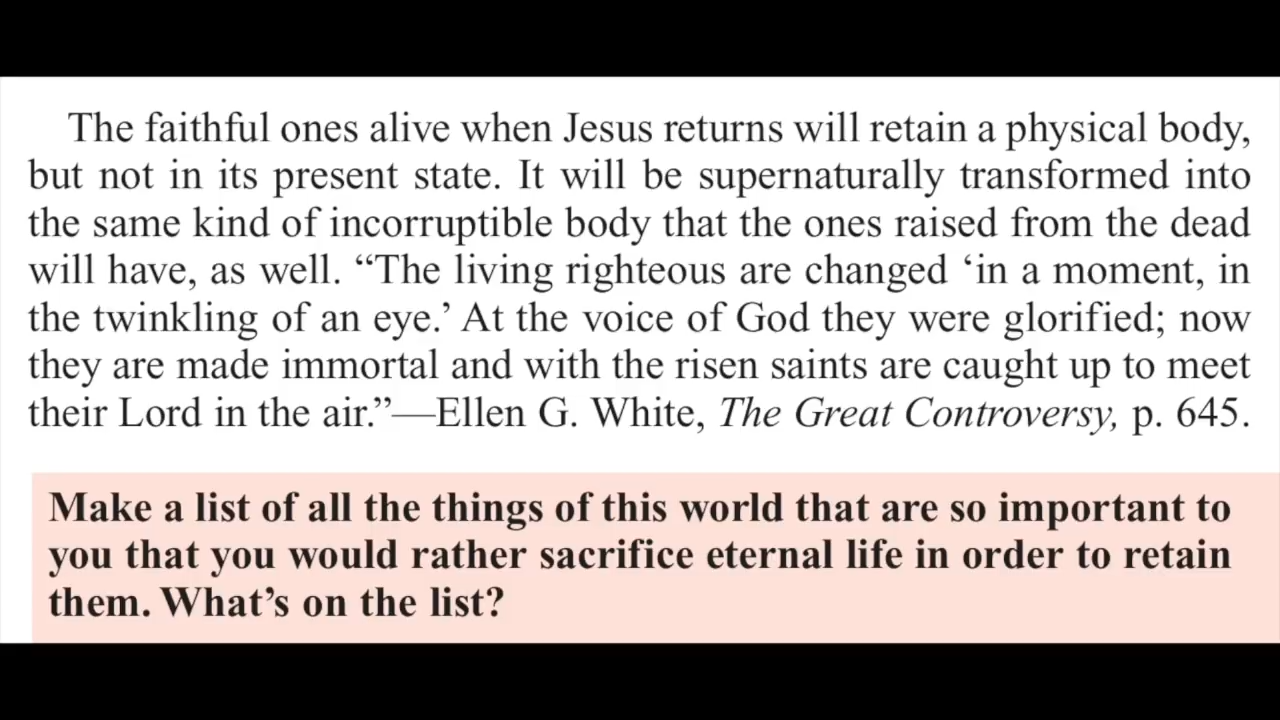 The faithful ones alive when Jesus returns will retain a physical body,
but not in its present state. It will be supernaturally transformed into
the same kind of incorruptible body that the ones raised from the dead
will have, as well. “The living righteous are changed ‘in a moment, in
the twinkling of an eye.’ At the voice of God they were glorified; now
they are made immortal and with the risen saints are caught up to meet
their Lord in the air.”—Ellen G. White, The Great Controversy, p. 645.
Make a list of all the things of this world that are so important to
you that you would rather sacrifice eternal life in order to retain
them. What’s on the list?